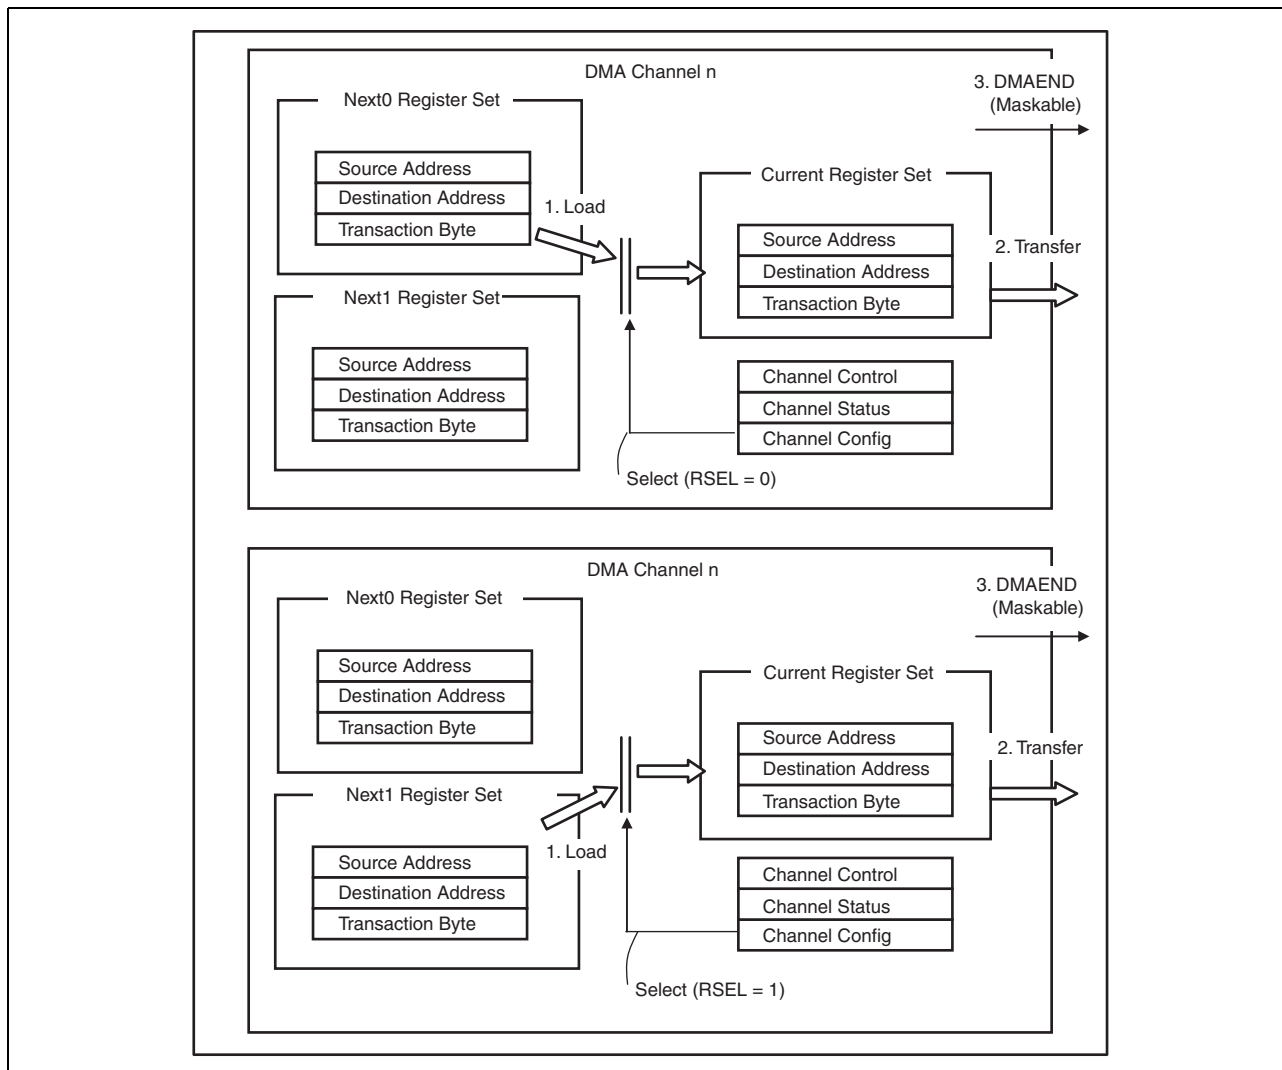 DMA Channel n
3. DMAEND
(Maskable)
Next0 Register Set
Source Address
Destination Address
Transaction Byte
1. Load
Current Register Set
Source Address
Destination Address
Transaction Byte
2. Transfer
Next1 Register Set
Source Address
Destination Address
Transaction Byte
Channel Control
Channel Status
Channel Config
Select (RSEL = 0)
DMA Channel n
3. DMAEND
(Maskable)
Next0 Register Set
Source Address
Destination Address
Transaction Byte
Current Register Set
Source Address
Destination Address
Transaction Byte
2. Transfer
Next1 Register Set
1. Load
Source Address
Destination Address
Transaction Byte
Channel Control
Channel Status
Channel Config
Select (RSEL = 1)